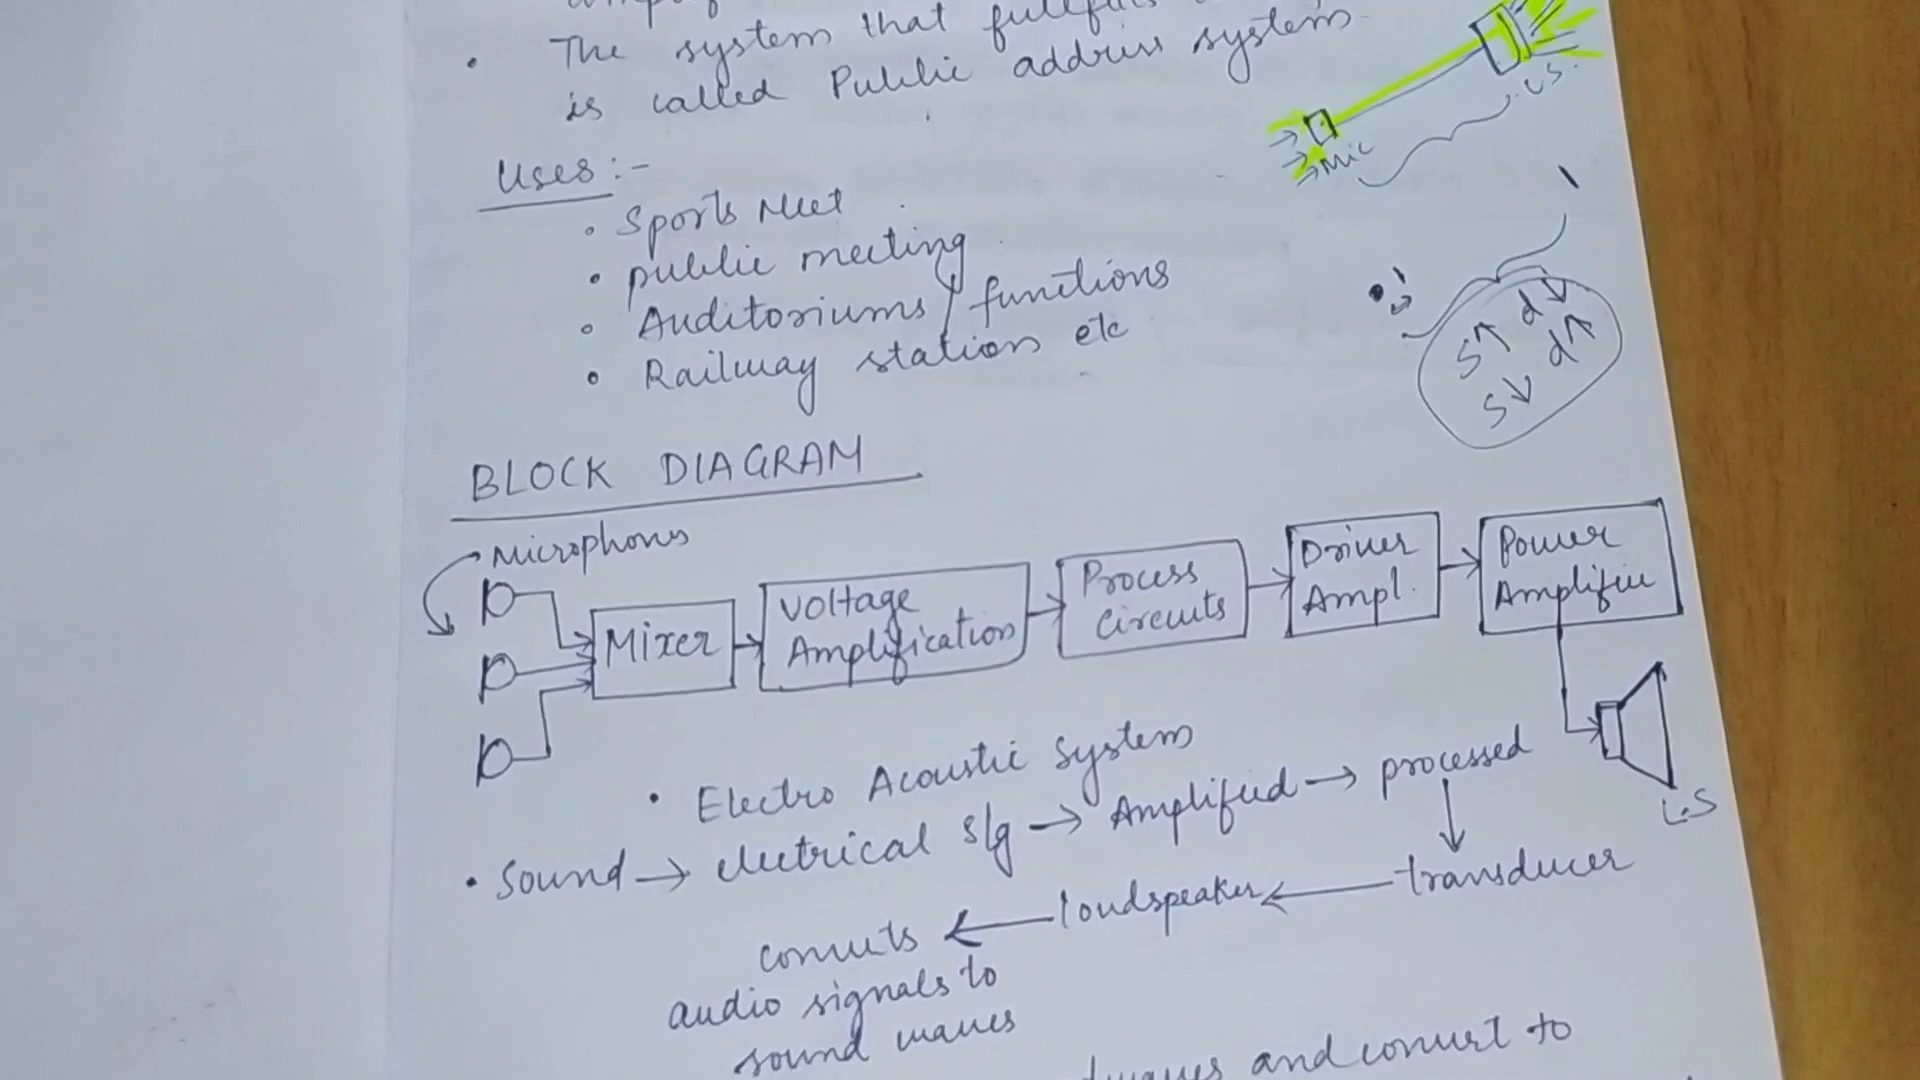 The system that
is called Public address system
L.S.
Mic
Uses :-
• Sports Meet
• public meeting
• Auditoriums / functions
• Railway station etc
S↑ d↓
S↓ d↑
BLOCK DIAGRAM
Microphones
Mixer
Voltage
Amplification
Process
Circuits
Driver
Ampl.
Power
Amplifier
L.S
• Electro Acoustic System
• Sound → electrical s/g → Amplified → processed
↓
converts ← loudspeaker ← transducer
audio signals to
sound waves
and convert to